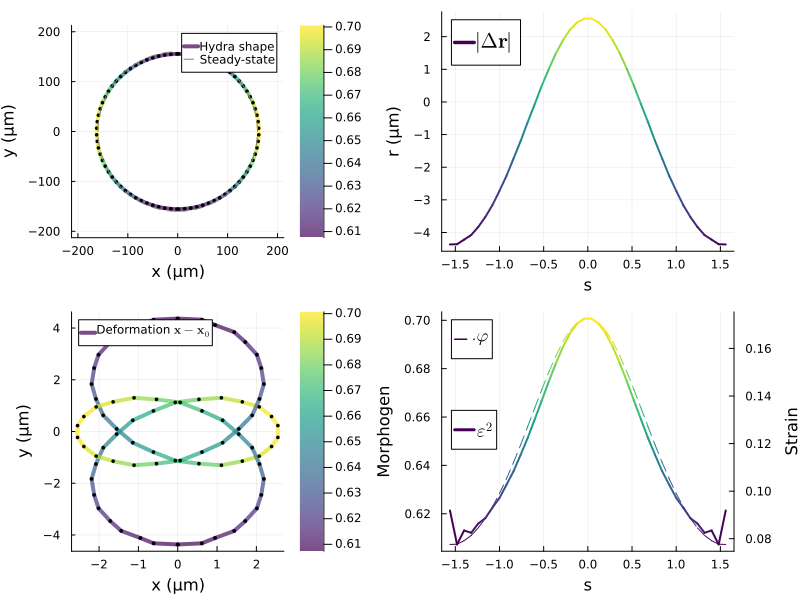 200
100
0
−100
−200
y (μm)
−200 −100 0 100 200
x (μm)
Hydra shape
Steady-state
0.70
0.69
0.68
0.67
0.66
0.65
0.64
0.63
0.62
0.61
2
1
0
−1
−2
−3
−4
r (μm)
−1.5 −1.0 −0.5 0.0 0.5 1.0 1.5
s
|Δr|
4
2
0
−2
−4
y (μm)
−2 −1 0 1 2
x (μm)
Deformation x − x₀
0.70
0.69
0.68
0.67
0.66
0.65
0.64
0.63
0.62
0.61
Morphogen
0.70
0.68
0.66
0.64
0.62
φ
ε²
−1.5 −1.0 −0.5 0.0 0.5 1.0 1.5
s
0.16
0.14
0.12
0.10
0.08
Strain